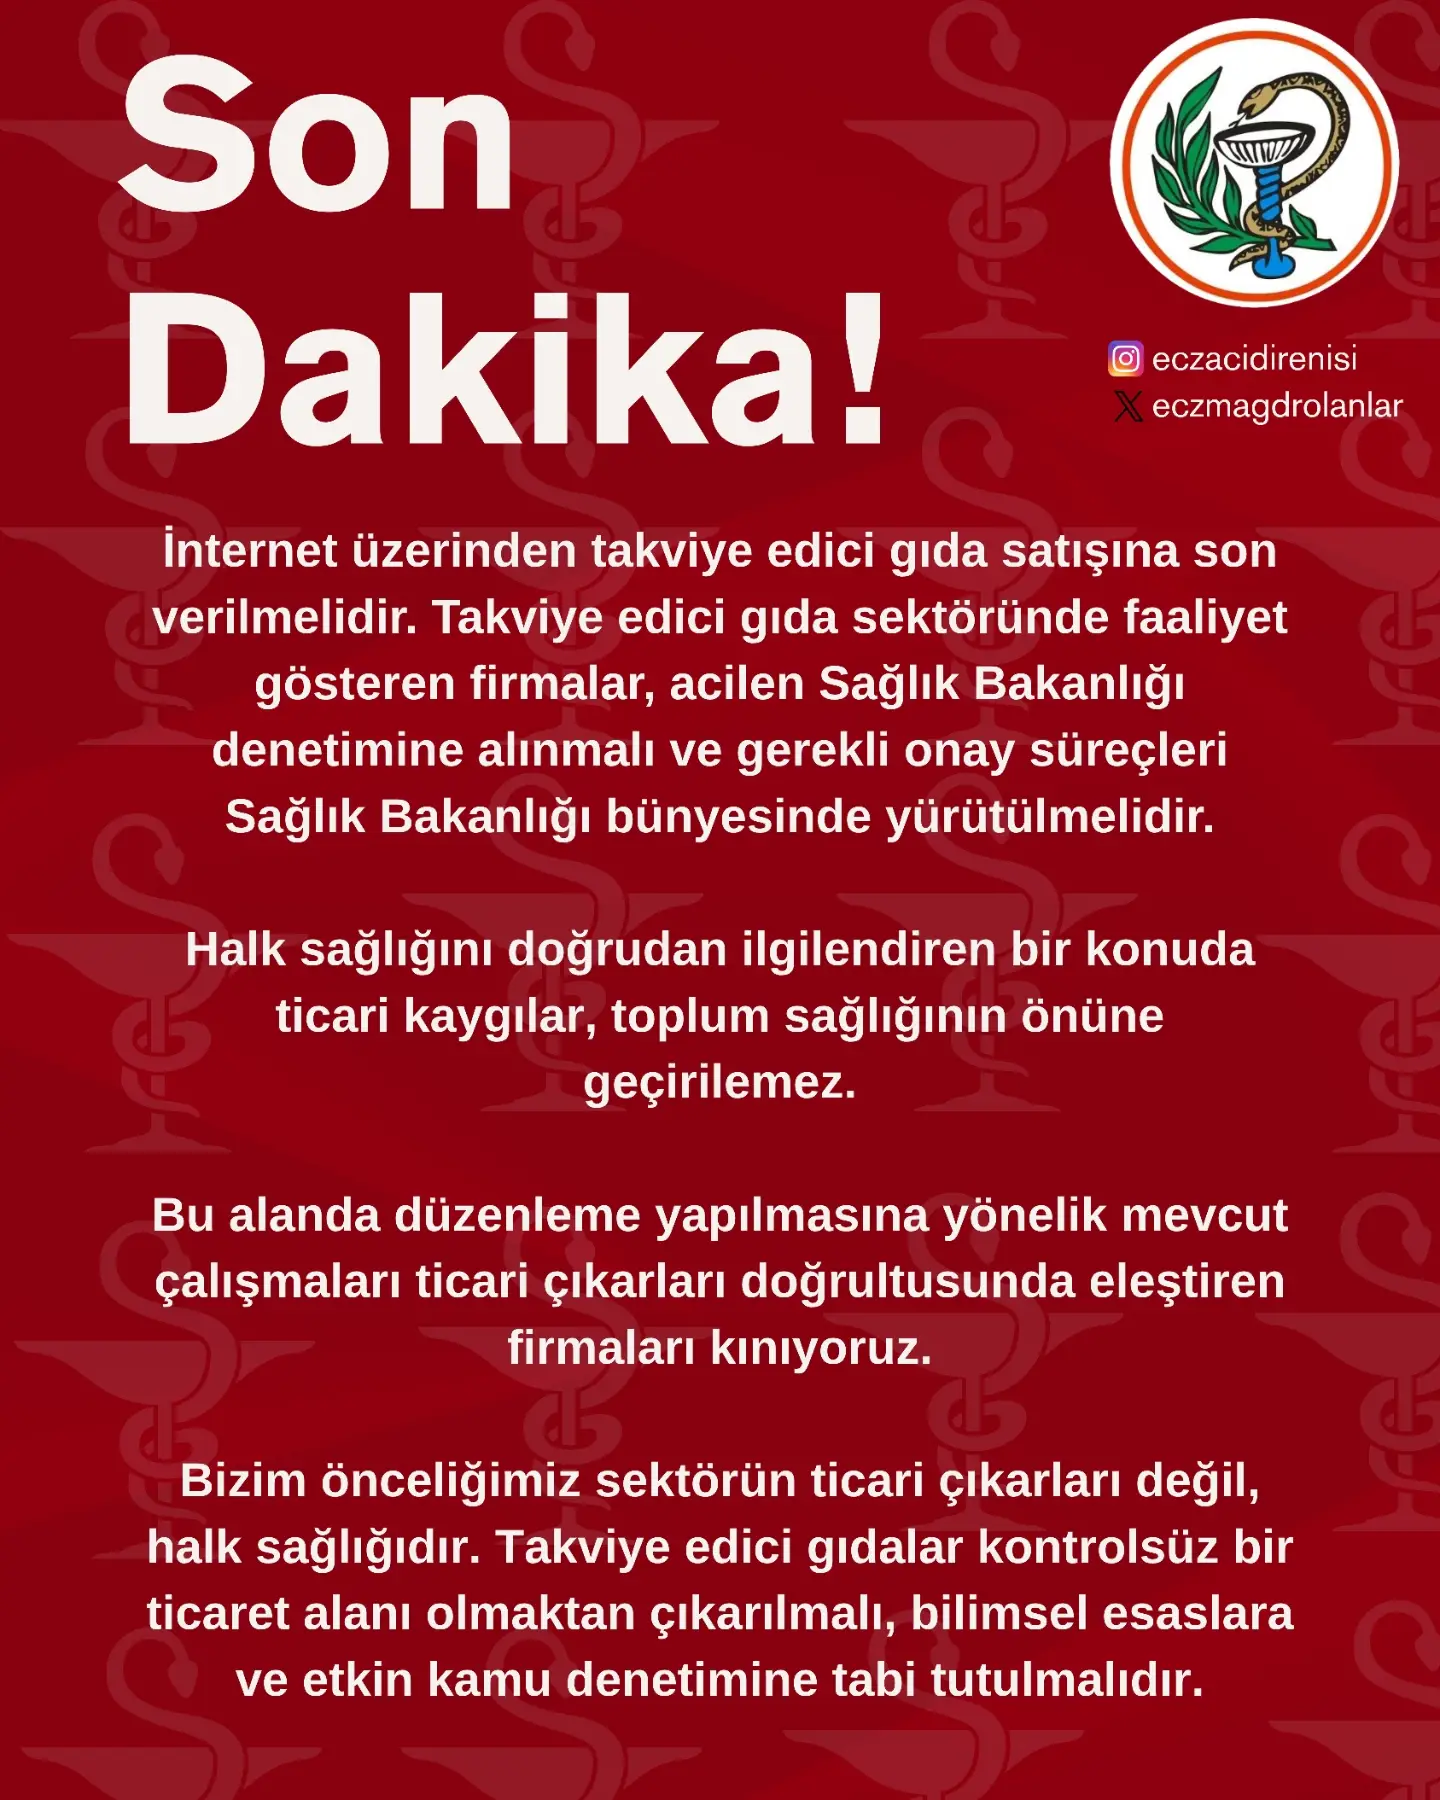 Son
Dakika!
eczacidirenisi
eczmagdrolanlar
İnternet üzerinden takviye edici gıda satışına son
verilmelidir. Takviye edici gıda sektöründe faaliyet
gösteren firmalar, acilen Sağlık Bakanlığı
denetimine alınmalı ve gerekli onay süreçleri
Sağlık Bakanlığı bünyesinde yürütülmelidir.
Halk sağlığını doğrudan ilgilendiren bir konuda
ticari kaygılar, toplum sağlığının önüne
geçirilemez.
Bu alanda düzenleme yapılmasına yönelik mevcut
çalışmaları ticari çıkarları doğrultusunda eleştiren
firmaları kınıyoruz.
Bizim önceliğimiz sektörün ticari çıkarları değil,
halk sağlığıdır. Takviye edici gıdalar kontrolsüz bir
ticaret alanı olmaktan çıkarılmalı, bilimsel esaslara
ve etkin kamu denetimine tabi tutulmalıdır.